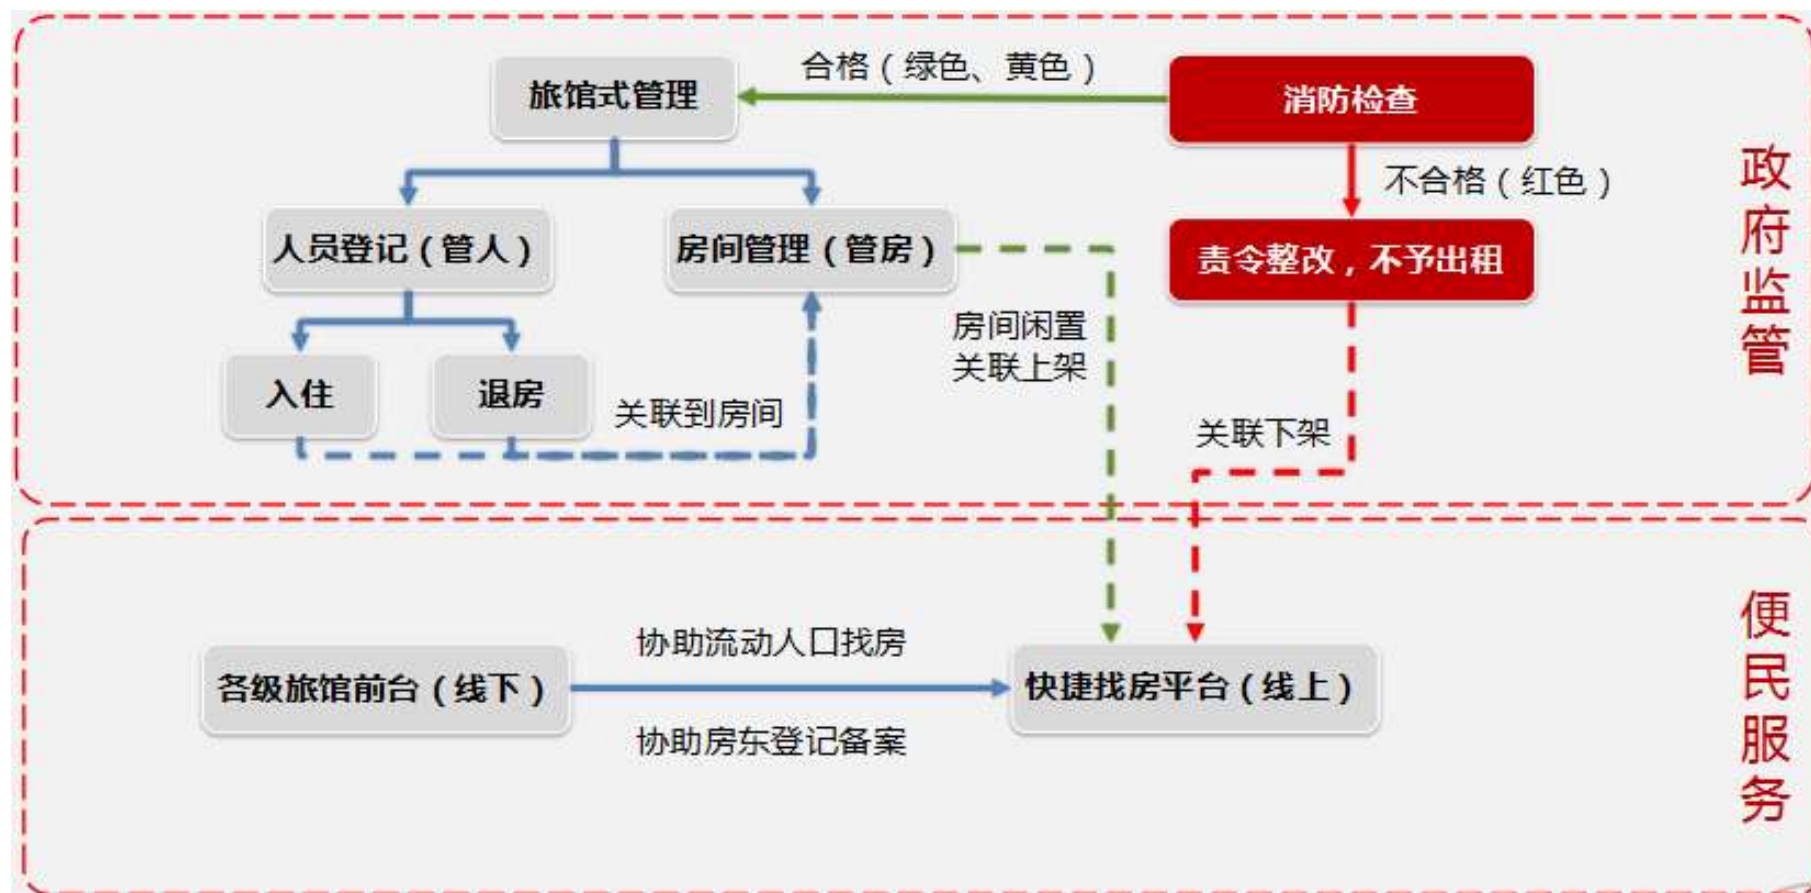 旅馆式管理
合格（绿色、黄色）
消防检查
不合格（红色）
责令整改，不予出租
人员登记（管人）
房间管理（管房）
入住
退房
关联到房间
房间闲置
关联上架
关联下架
政府监管
各级旅馆前台（线下）
协助流动人口找房
协助房东登记备案
快捷找房平台（线上）
便民服务